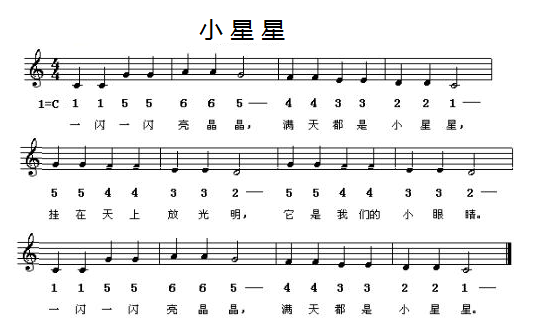 小星星
4
4
1=C 1 1 5 5 6 6 5 — 4 4 3 3 2 2 1 —
一闪一闪 亮晶晶， 满天都是 小星星，
5 5 4 4 3 3 2 — 5 5 4 4 3 3 2 —
挂在天上 放光明， 它是我们的 小眼睛。
1 1 5 5 6 6 5 — 4 4 3 3 2 2 1 —
一闪一闪 亮晶晶， 满天都是 小星星。